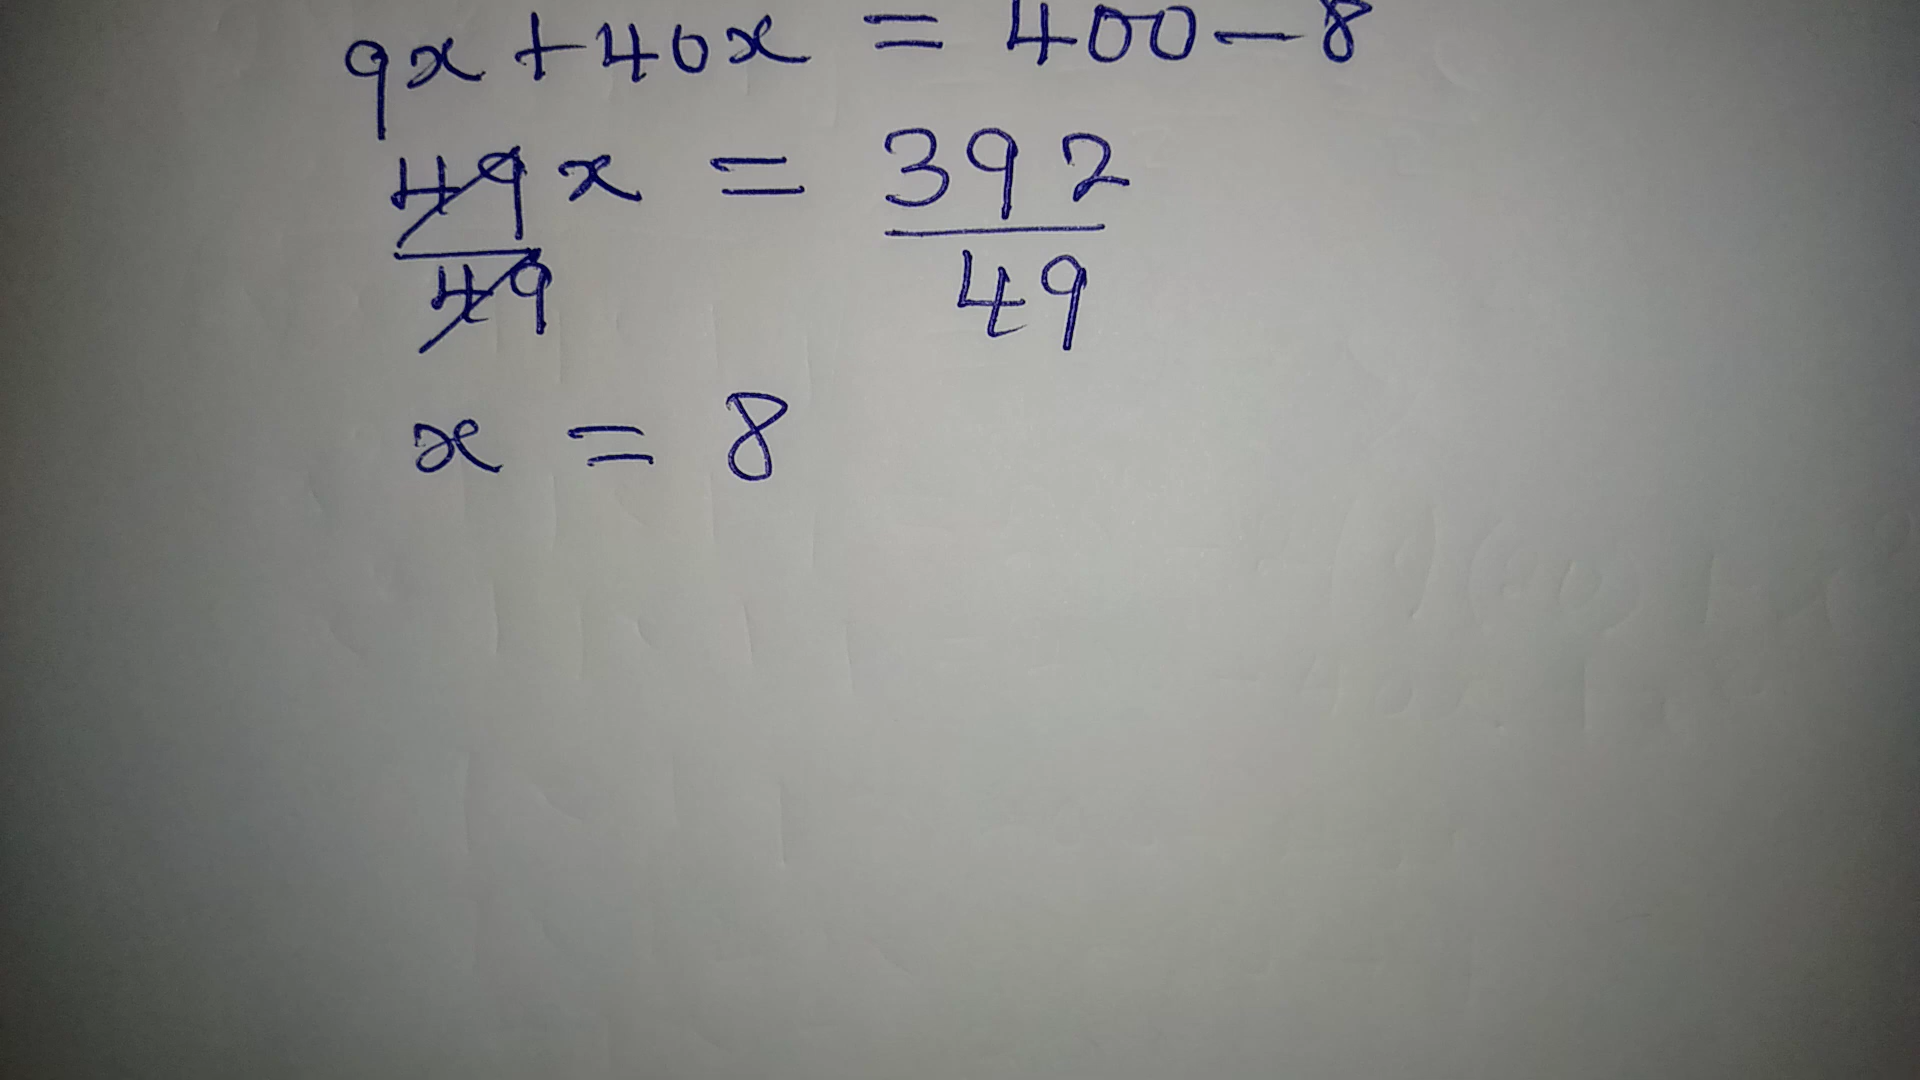 9x + 40x = 400 - 8
49x/49 = 392/49
x = 8